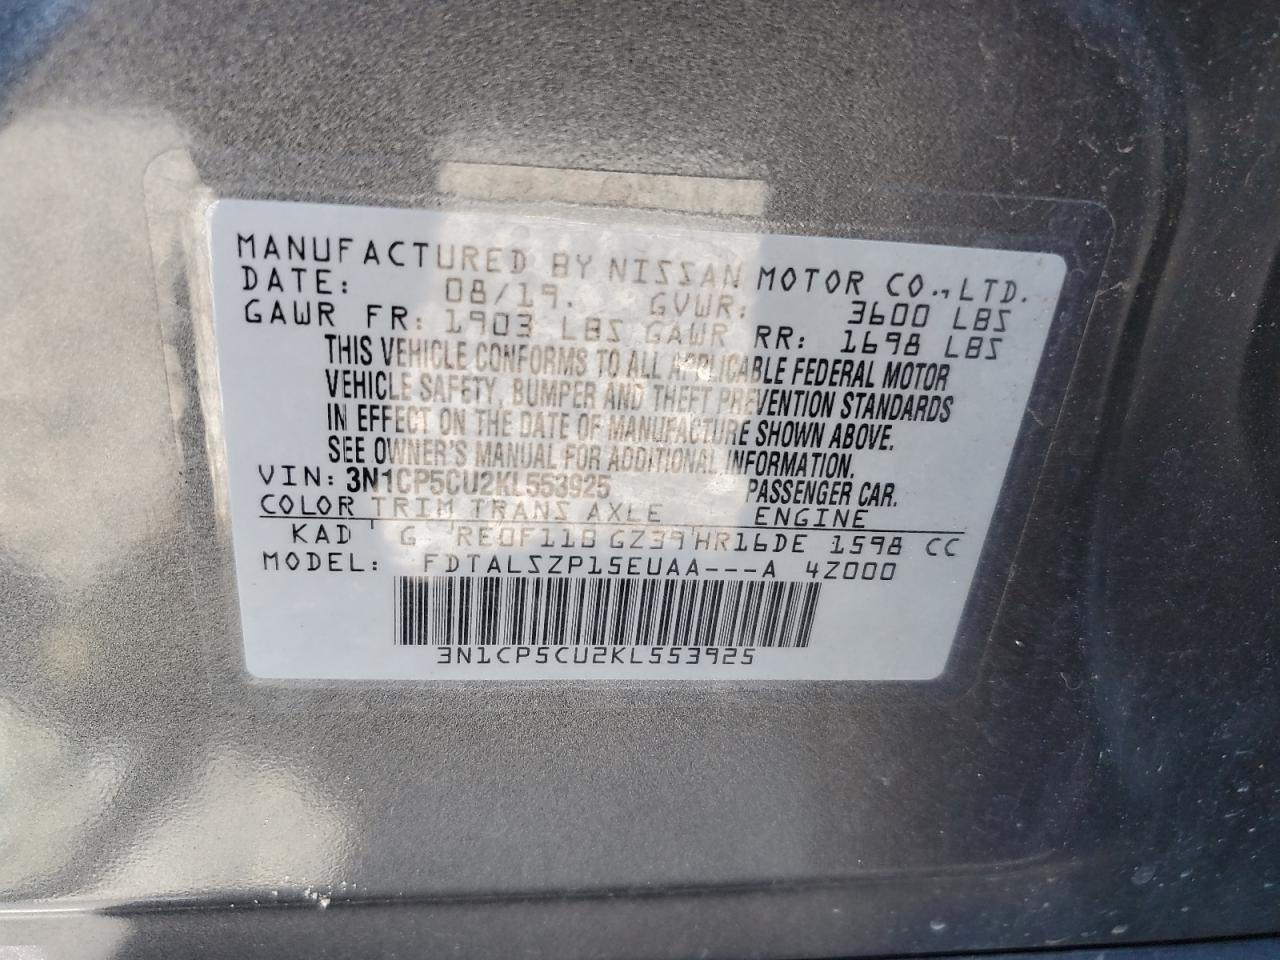 MANUFACTURED BY NISSAN MOTOR CO., LTD.
DATE: 08/19. GVWR: 3600 LBS
GAWR FR: 1903 LBS GAWR RR: 1698 LBS
THIS VEHICLE CONFORMS TO ALL APPLICABLE FEDERAL MOTOR
VEHICLE SAFETY, BUMPER AND THEFT PREVENTION STANDARDS
IN EFFECT ON THE DATE OF MANUFACTURE SHOWN ABOVE.
SEE OWNER'S MANUAL FOR ADDITIONAL INFORMATION.
VIN: 3N1CP5CU2KL553925 PASSENGER CAR.
COLOR TRIM TRANS AXLE ENGINE
KAD G RE0F11B GZ39 HR16DE 1598 CC
MODEL: FDTALSZP15EUAA---A 4Z000
3N1CP5CU2KL553925